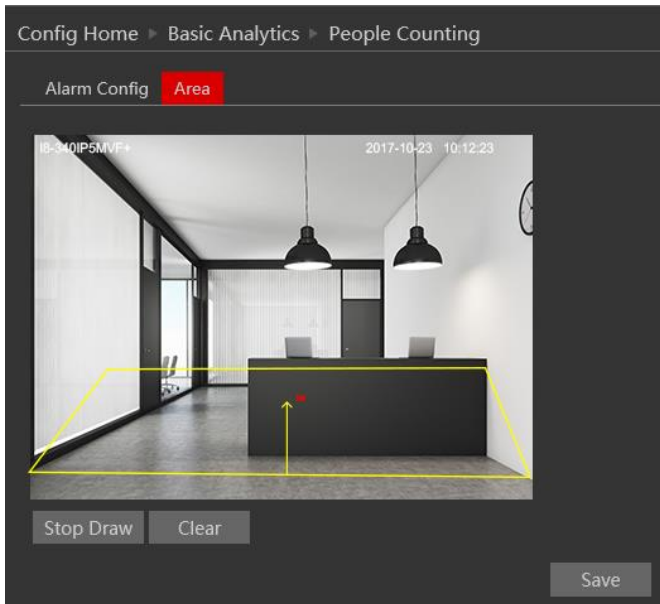 Config Home ▶ Basic Analytics ▶ People Counting
Alarm Config Area
I8-340IP5MVF+ 2017-10-23 10:12:23
Stop Draw Clear
Save